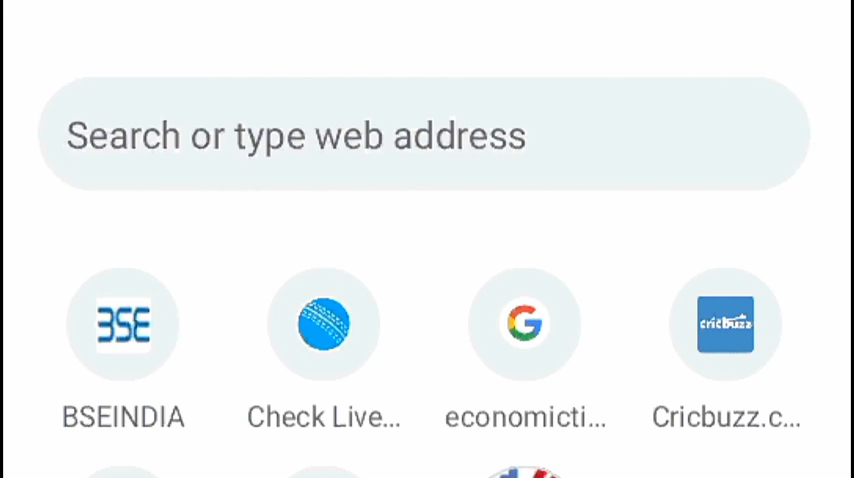 Search or type web address
BSE
cricbuzz
BSEINDIA
Check Live...
economicti...
Cricbuzz.c...